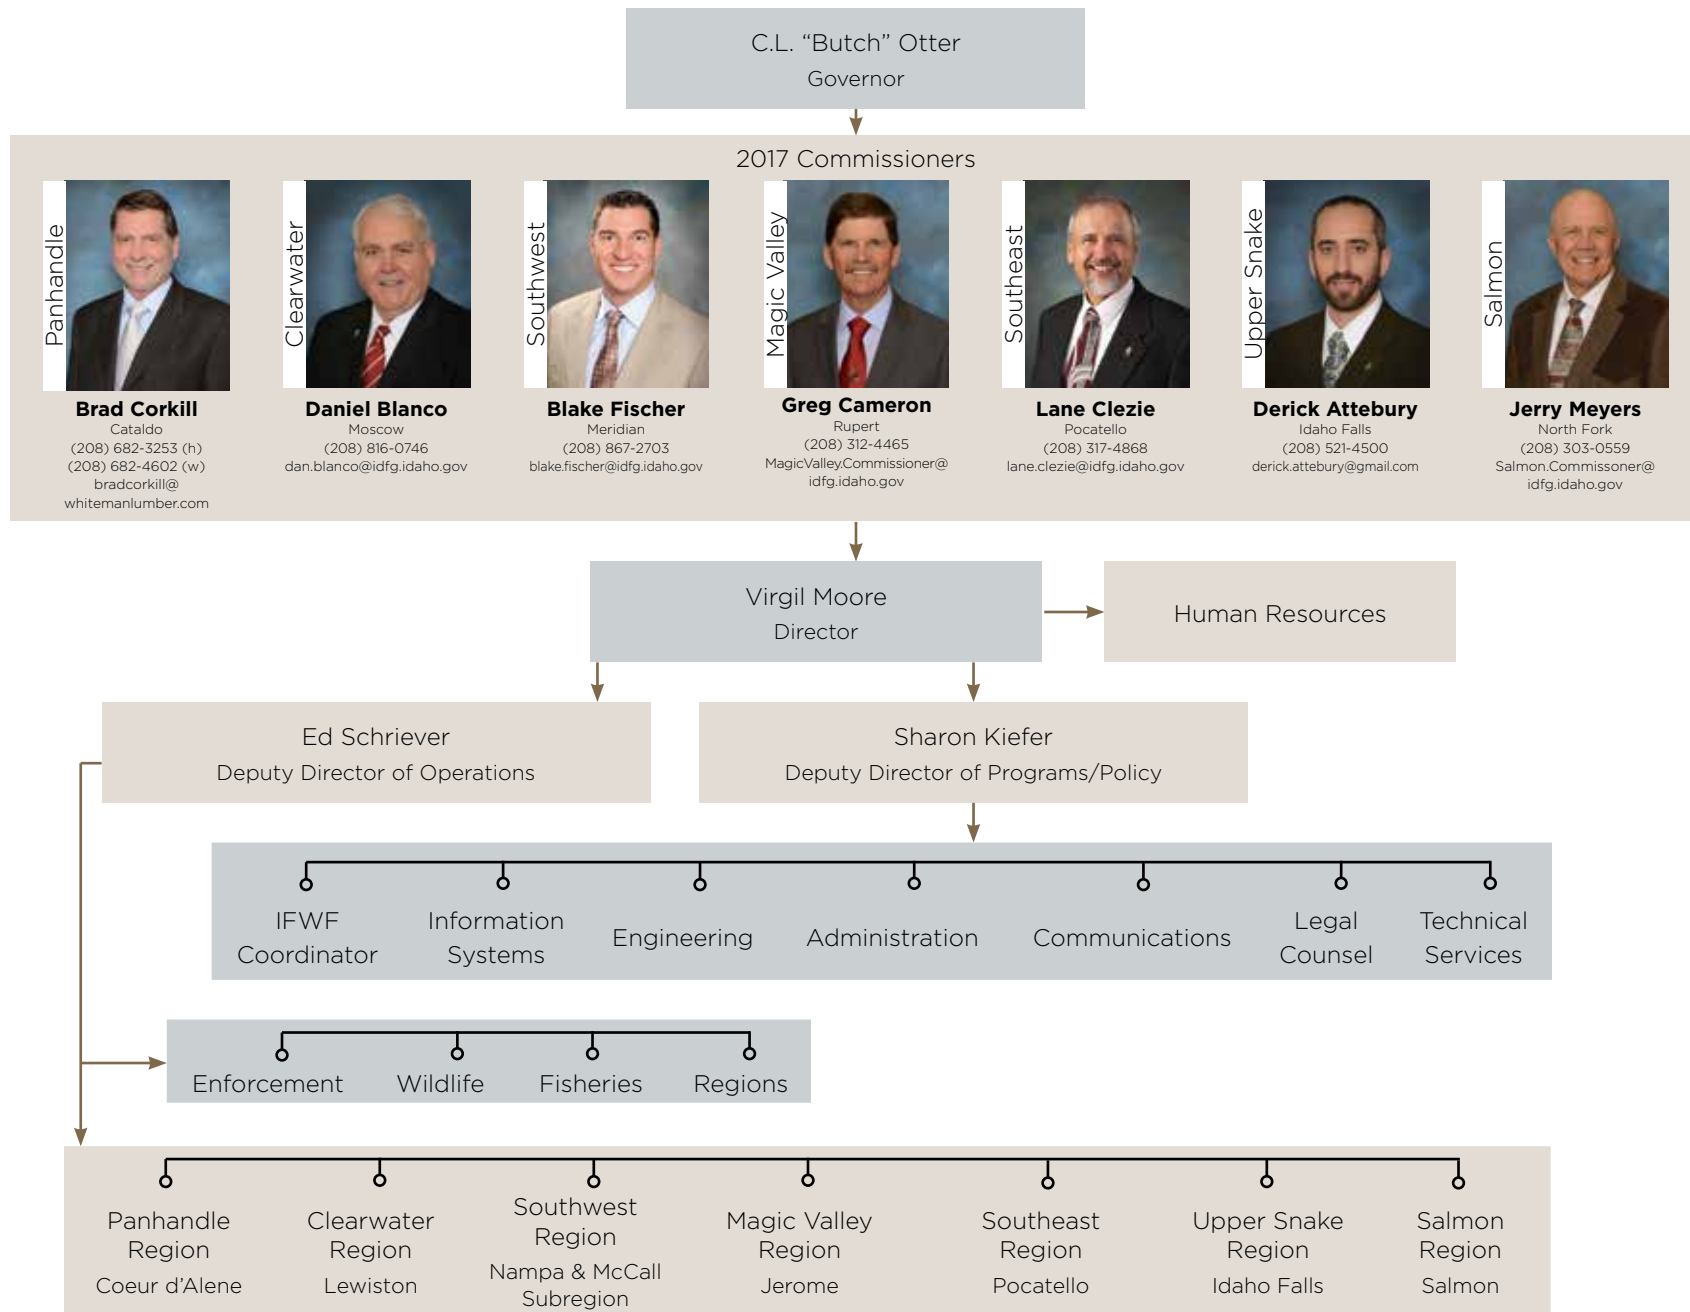 C.L. “Butch” Otter
Governor
2017 Commissioners
Panhandle
Brad Corkill
Cataldo
(208) 682-3253 (h)
(208) 682-4602 (w)
bradcorkill@
whitemanlumber.com
Clearwater
Daniel Blanco
Moscow
(208) 816-0746
dan.blanco@idfg.idaho.gov
Southwest
Blake Fischer
Meridian
(208) 867-2703
blake.fischer@idfg.idaho.gov
Magic Valley
Greg Cameron
Rupert
(208) 312-4465
MagicValley.Commissioner@
idfg.idaho.gov
Southeast
Lane Clezie
Pocatello
(208) 317-4868
lane.clezie@idfg.idaho.gov
Upper Snake
Derick Attebury
Idaho Falls
(208) 521-4500
derick.attebury@gmail.com
Salmon
Jerry Meyers
North Fork
(208) 303-0559
Salmon.Commissoner@
idfg.idaho.gov
Virgil Moore
Director
Human Resources
Ed Schriever
Deputy Director of Operations
Sharon Kiefer
Deputy Director of Programs/Policy
IFWF
Coordinator
Information
Systems
Engineering
Administration
Communications
Legal
Counsel
Technical
Services
Enforcement
Wildlife
Fisheries
Regions
Panhandle
Region
Coeur d’Alene
Clearwater
Region
Lewiston
Southwest
Region
Nampa & McCall
Subregion
Magic Valley
Region
Jerome
Southeast
Region
Pocatello
Upper Snake
Region
Idaho Falls
Salmon
Region
Salmon